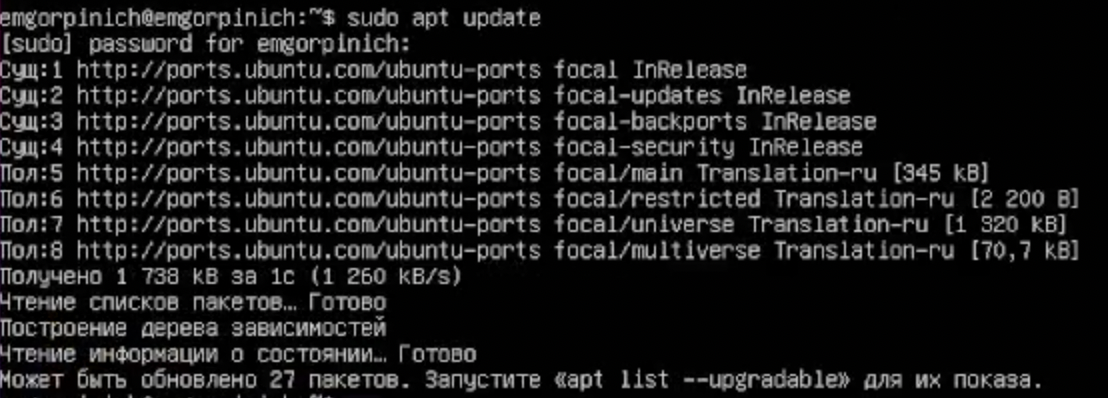 emgorpinich@emgorpinich:~$ sudo apt update
[sudo] password for emgorpinich:
Сущ:1 http://ports.ubuntu.com/ubuntu-ports focal InRelease
Сущ:2 http://ports.ubuntu.com/ubuntu-ports focal-updates InRelease
Сущ:3 http://ports.ubuntu.com/ubuntu-ports focal-backports InRelease
Сущ:4 http://ports.ubuntu.com/ubuntu-ports focal-security InRelease
Пол:5 http://ports.ubuntu.com/ubuntu-ports focal/main Translation-ru [345 kB]
Пол:6 http://ports.ubuntu.com/ubuntu-ports focal/restricted Translation-ru [2 200 B]
Пол:7 http://ports.ubuntu.com/ubuntu-ports focal/universe Translation-ru [1 320 kB]
Пол:8 http://ports.ubuntu.com/ubuntu-ports focal/multiverse Translation-ru [70,7 kB]
Получено 1 738 kB за 1с (1 260 kB/s)
Чтение списков пакетов… Готово
Построение дерева зависимостей
Чтение информации о состоянии… Готово
Может быть обновлено 27 пакетов. Запустите «apt list --upgradable» для их показа.